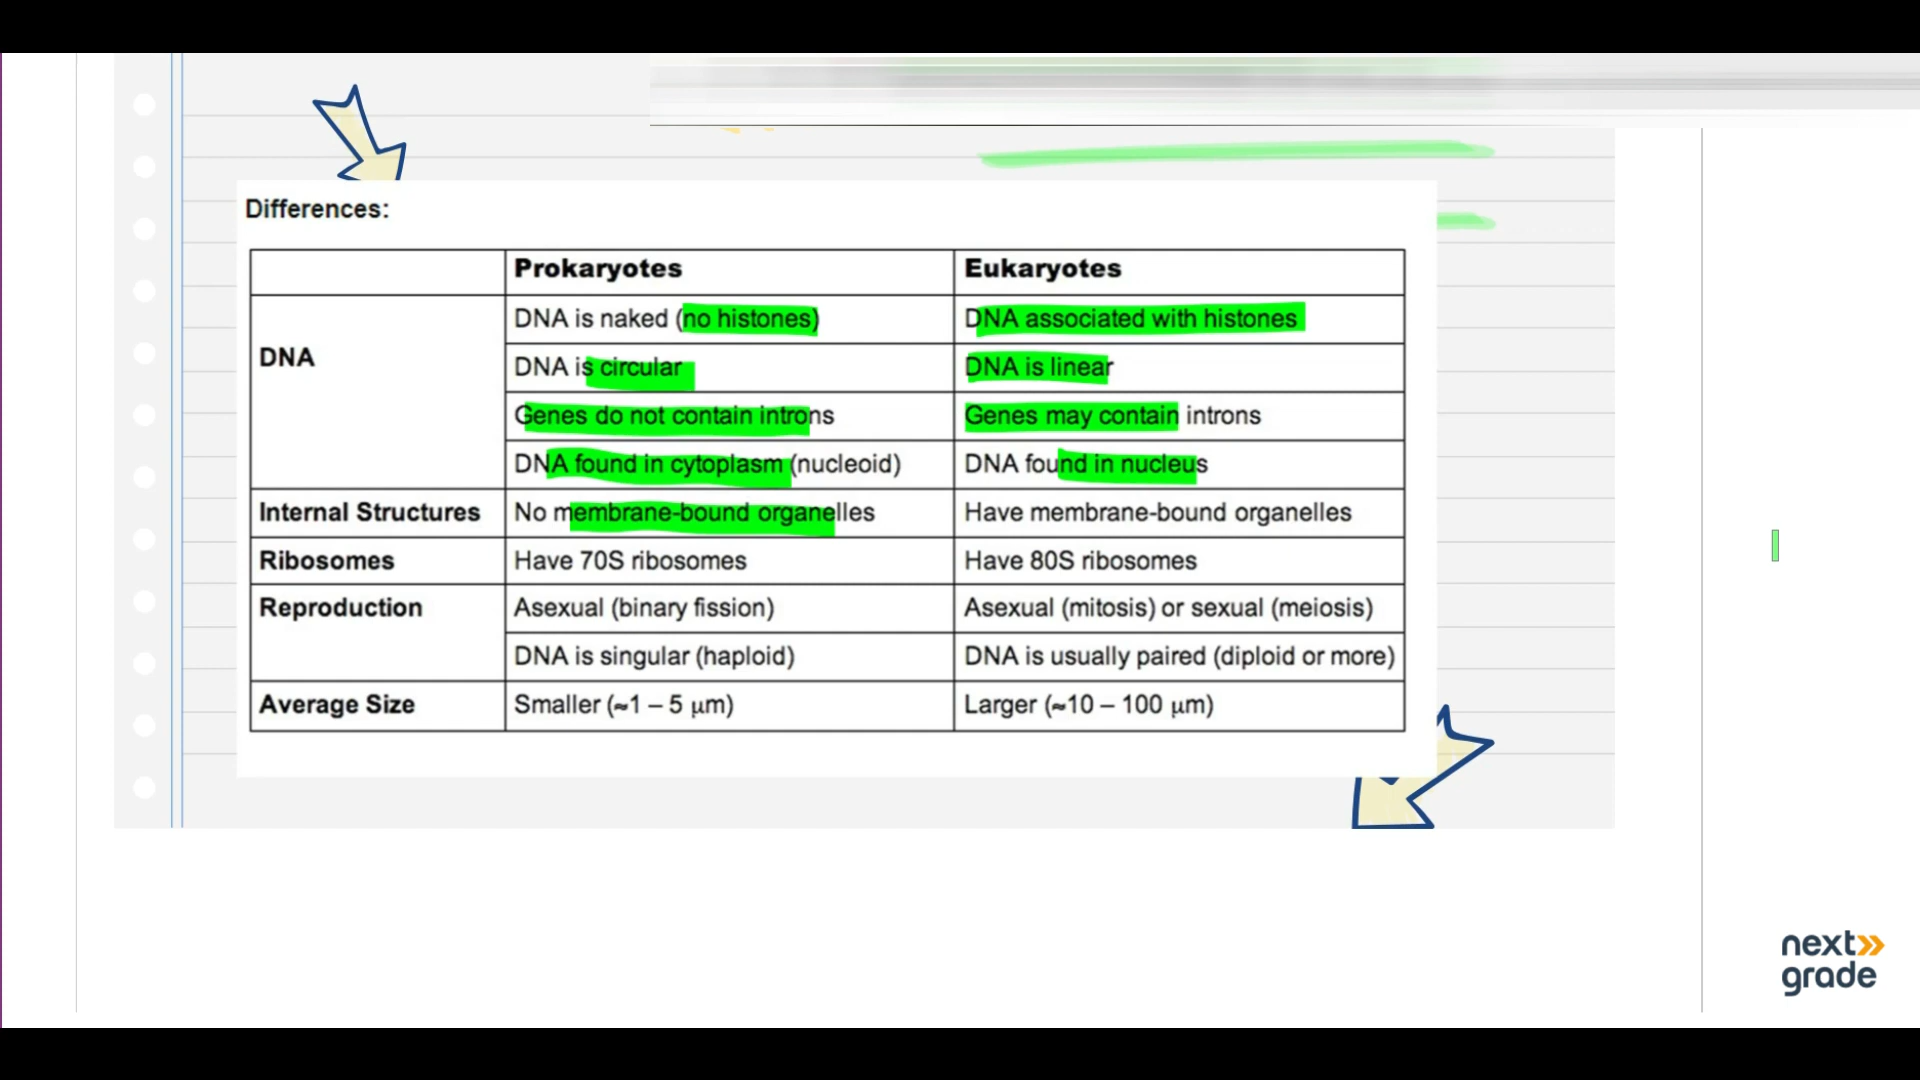 Differences:
Prokaryotes Eukaryotes
DNA
DNA is naked (no histones) DNA associated with histones
DNA is circular DNA is linear
Genes do not contain introns Genes may contain introns
DNA found in cytoplasm (nucleoid) DNA found in nucleus
Internal Structures No membrane-bound organelles Have membrane-bound organelles
Ribosomes Have 70S ribosomes Have 80S ribosomes
Reproduction Asexual (binary fission) Asexual (mitosis) or sexual (meiosis)
DNA is singular (haploid) DNA is usually paired (diploid or more)
Average Size Smaller (≈1 – 5 µm) Larger (≈10 – 100 µm)
next
grade